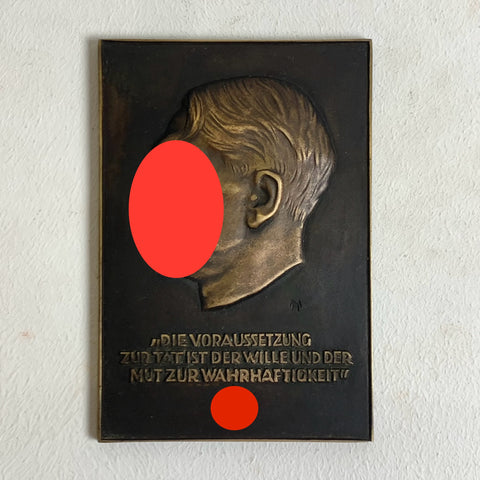 „DIE VORAUSSETZUNG
ZUR TAT IST DER WILLE UND DER
MUT ZUR WAHRHAFTIGKEIT"